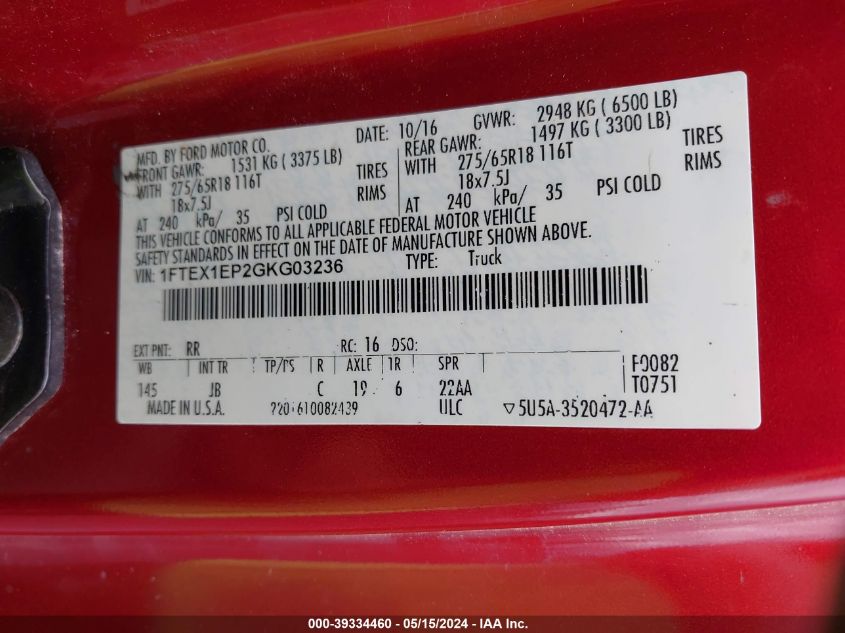 MFD. BY FORD MOTOR CO. DATE: 10/16 GVWR: 2948 KG ( 6500 LB)
FRONT GAWR: 1531 KG ( 3375 LB) REAR GAWR: 1497 KG ( 3300 LB)
WITH 275/65R18 116T TIRES WITH 275/65R18 116T TIRES
18x7.5J RIMS 18x7.5J RIMS
AT 240 kPa/ 35 PSI COLD AT 240 kPa/ 35 PSI COLD
THIS VEHICLE CONFORMS TO ALL APPLICABLE FEDERAL MOTOR VEHICLE
SAFETY STANDARDS IN EFFECT ON THE DATE OF MANUFACTURE SHOWN ABOVE.
VIN: 1FTEX1EP2GKG03236 TYPE: Truck
EXT PNT: RR RC: 16 DSO:
WB INT TR TP/PS R AXLE TR SPR F0082
145 JB C 19 6 22AA T0751
MADE IN U.S.A. ULC ▽5U5A-3520472-AA
000-39334460 - 05/15/2024 - IAA Inc.